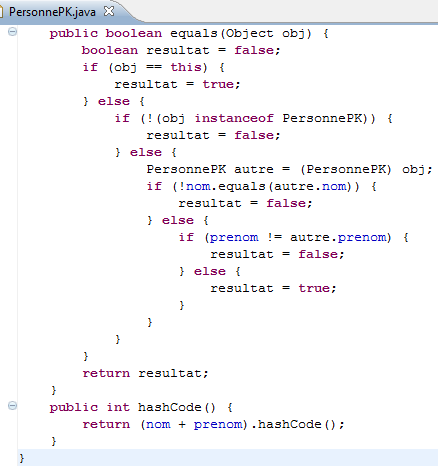 PersonnePK.java
public boolean equals(Object obj) {
boolean resultat = false;
if (obj == this) {
resultat = true;
} else {
if (!(obj instanceof PersonnePK)) {
resultat = false;
} else {
PersonnePK autre = (PersonnePK) obj;
if (!nom.equals(autre.nom)) {
resultat = false;
} else {
if (prenom != autre.prenom) {
resultat = false;
} else {
resultat = true;
}
}
}
}
return resultat;
}
public int hashCode() {
return (nom + prenom).hashCode();
}
}